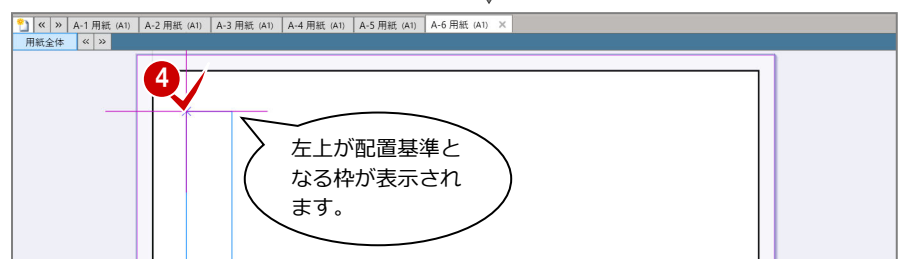 « » A-1 用紙 (A1) A-2 用紙 (A1) A-3 用紙 (A1) A-4 用紙 (A1) A-5 用紙 (A1) A-6 用紙 (A1) ×
用紙全体 « »
4
左上が配置基準と
なる枠が表示され
ます。